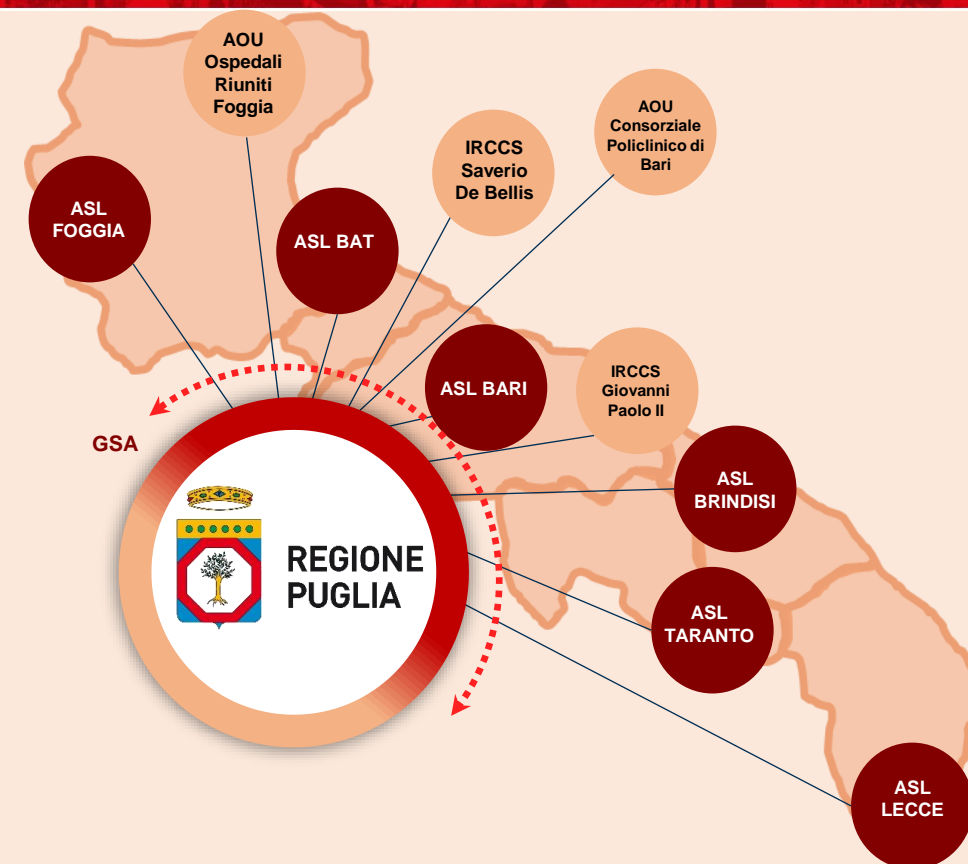 AOU
Ospedali
Riuniti
Foggia
AOU
Consorziale
Policlinico di
Bari
IRCCS
Saverio
De Bellis
ASL
FOGGIA
ASL BAT
ASL BARI
IRCCS
Giovanni
Paolo II
GSA
ASL
BRINDISI
REGIONE
PUGLIA
ASL
TARANTO
ASL
LECCE